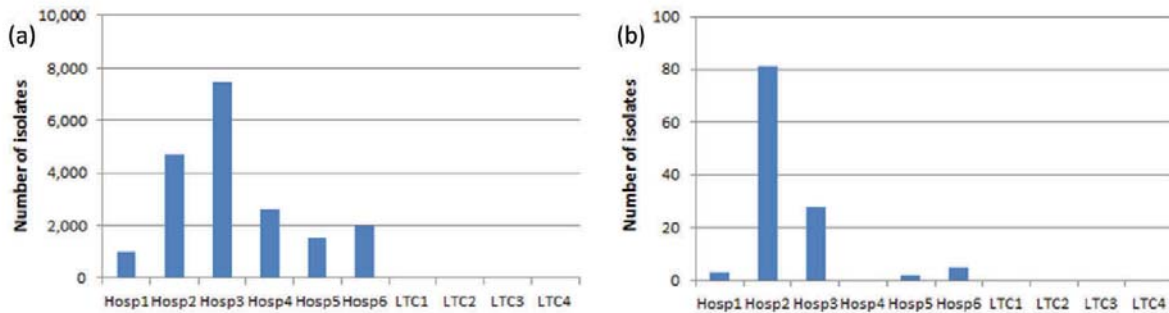 (a)
Number of isolates
10,000
8,000
6,000
4,000
2,000
0
Hosp1 Hosp2 Hosp3 Hosp4 Hosp5 Hosp6 LTC1 LTC2 LTC3 LTC4
(b)
Number of isolates
100
80
60
40
20
0
Hosp1 Hosp2 Hosp3 Hosp4 Hosp5 Hosp6 LTC1 LTC2 LTC3 LTC4